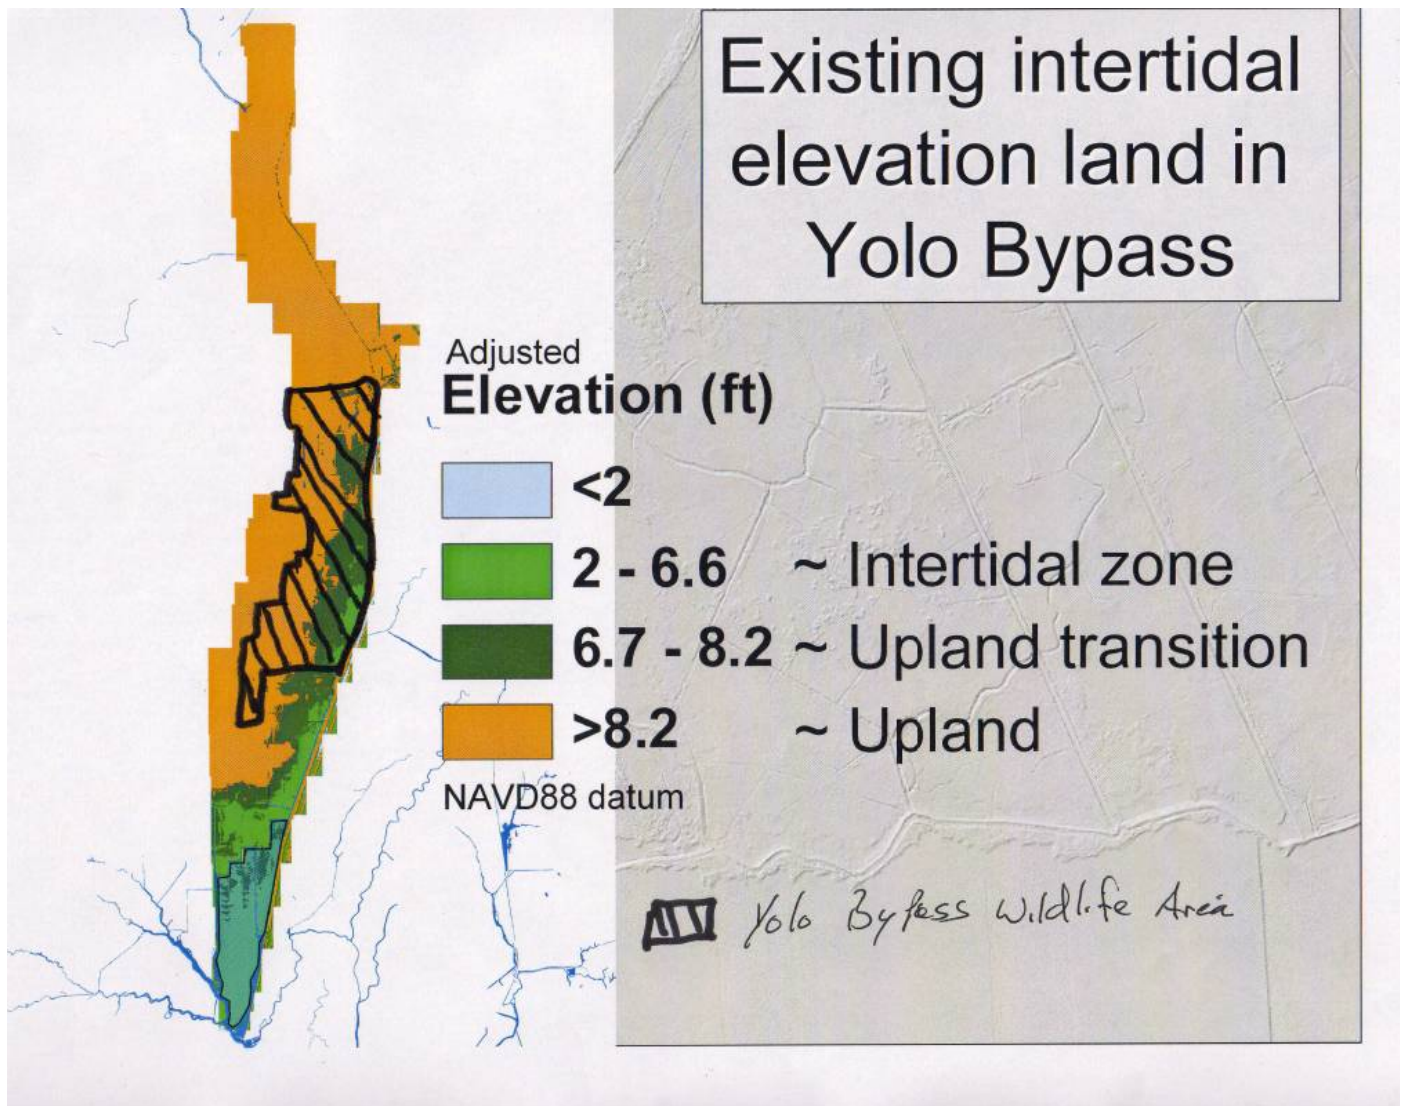 Existing intertidal
elevation land in
Yolo Bypass
Adjusted
Elevation (ft)
<2
2 - 6.6 ~ Intertidal zone
6.7 - 8.2 ~ Upland transition
>8.2 ~ Upland
NAVD88 datum
Yolo Bypass Wildlife Area